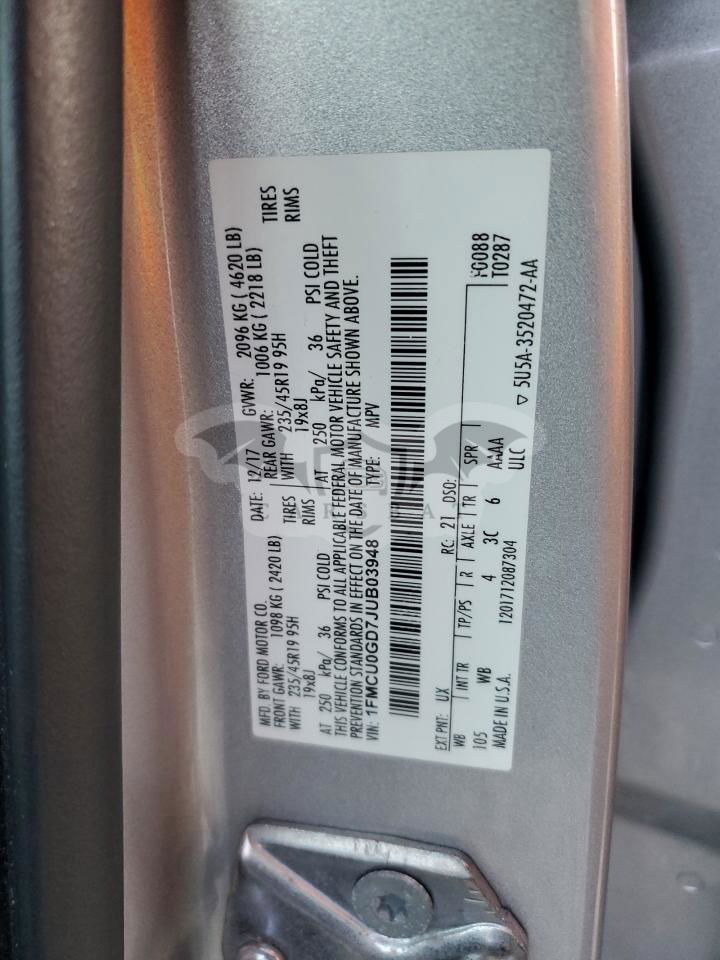 MFD. BY FORD MOTOR CO. DATE: 12/17 GVWR: 2096 KG ( 4620 LB)
FRONT GAWR: 1098 KG ( 2420 LB) REAR GAWR: 1006 KG ( 2218 LB)
WITH 235/45R19 95H TIRES WITH 235/45R19 95H TIRES
19x8J RIMS 19x8J RIMS
AT 250 kPa/ 36 PSI COLD AT 250 kPa/ 36 PSI COLD
THIS VEHICLE CONFORMS TO ALL APPLICABLE FEDERAL MOTOR VEHICLE SAFETY AND THEFT
PREVENTION STANDARDS IN EFFECT ON THE DATE OF MANUFACTURE SHOWN ABOVE.
VIN: 1FMCU0GD7JUB03948 TYPE: MPV
EXT PNT: UX RC: 21 DSO: F0088
WB INT TR TP/PS R AXLE TR SPR T0287
105 WB 4 3C 6 AAAA
MADE IN U.S.A. 1201712087304 ULC ▽ 5U5A-3520472-AA
CARSBAT